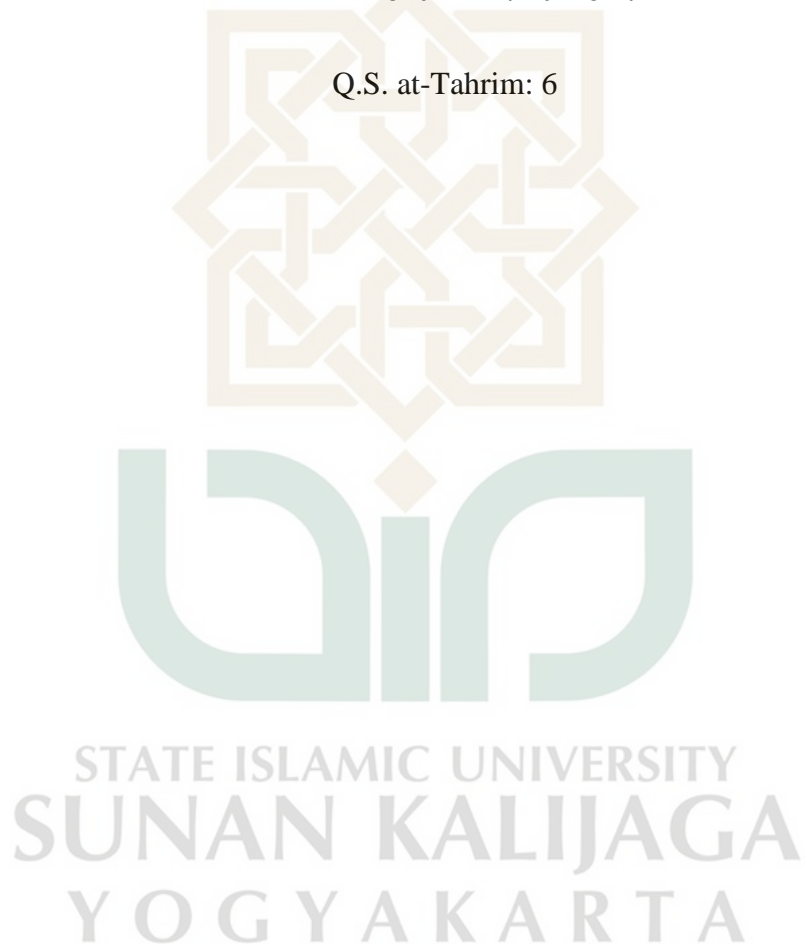 Q.S. at-Tahrim: 6
STATE ISLAMIC UNIVERSITY
SUNAN KALIJAGA
YOGYAKARTA